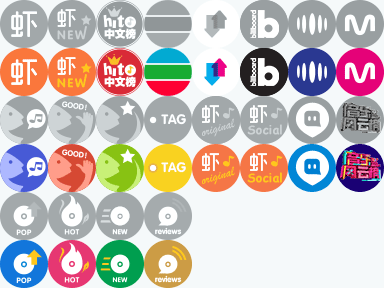 虾 虾 hito billboard
NEW! 中文榜 b
虾 虾 hito billboard
NEW! 中文榜 b
GOOD! TAG 虾 original 虾 Social
GOOD! TAG 虾 original 虾 Social
POP HOT NEW reviews
POP HOT NEW reviews